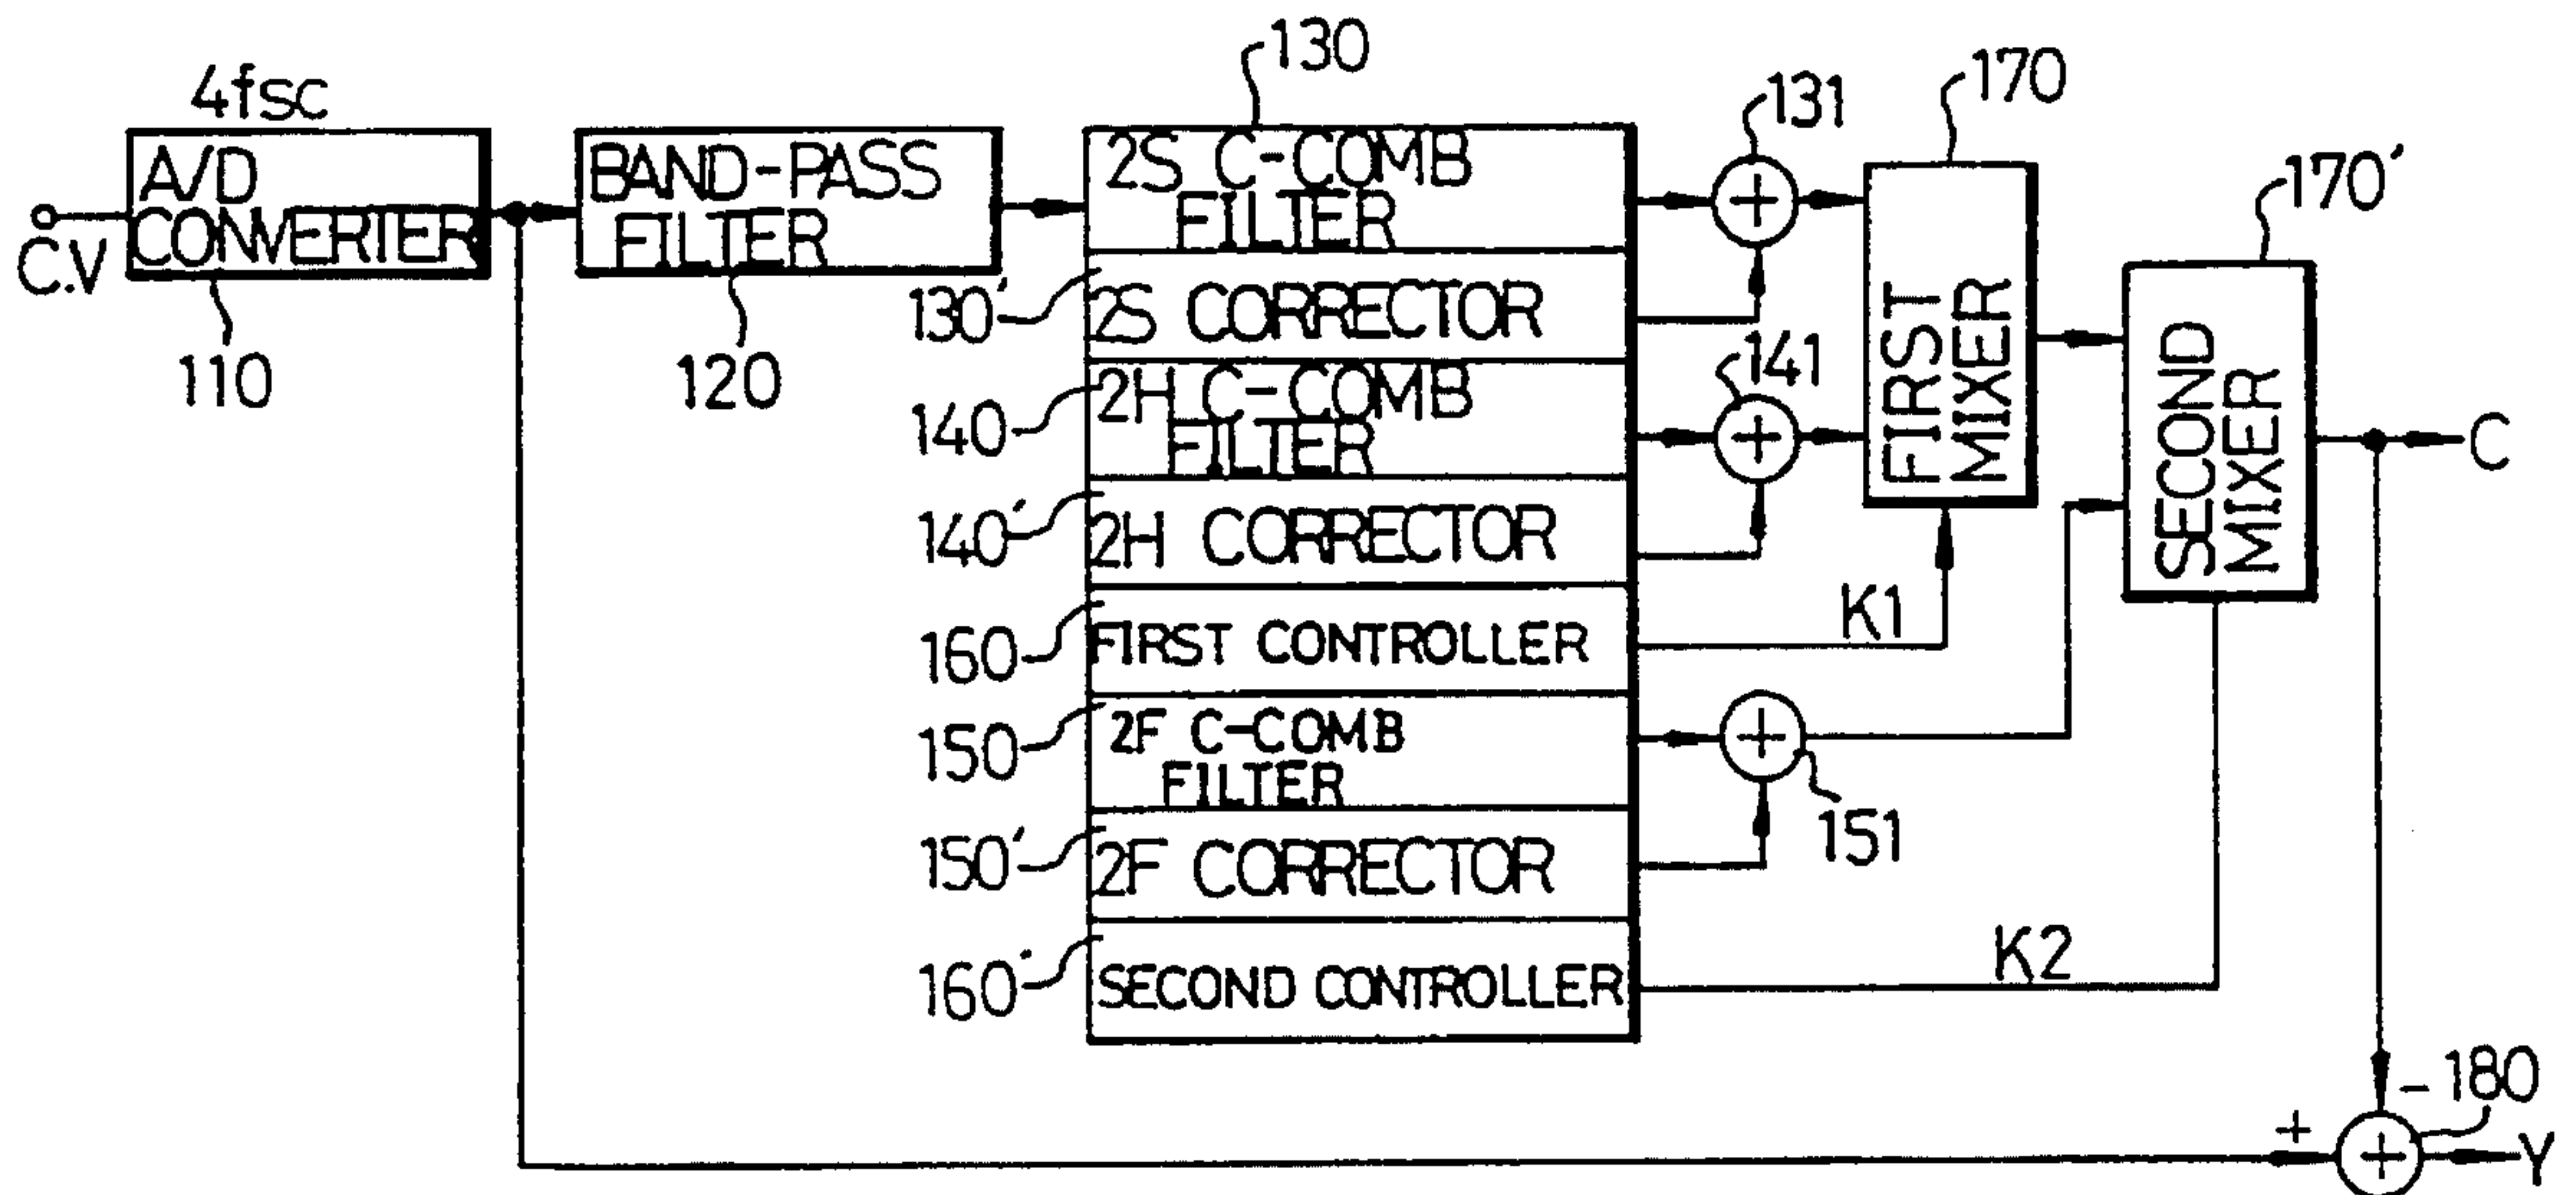 4fsc
A/D
CONVERTER
C.V
110
BAND-PASS
FILTER
120
130
2S C-COMB
FILTER
130'
2S CORRECTOR
140
2H C-COMB
FILTER
140'
2H CORRECTOR
160
FIRST CONTROLLER
150
2F C-COMB
FILTER
150'
2F CORRECTOR
160'
SECOND CONTROLLER
131
+
141
+
151
+
K1
K2
170
FIRST
MIXER
170'
SECOND
MIXER
C
-
180
+
+
Y